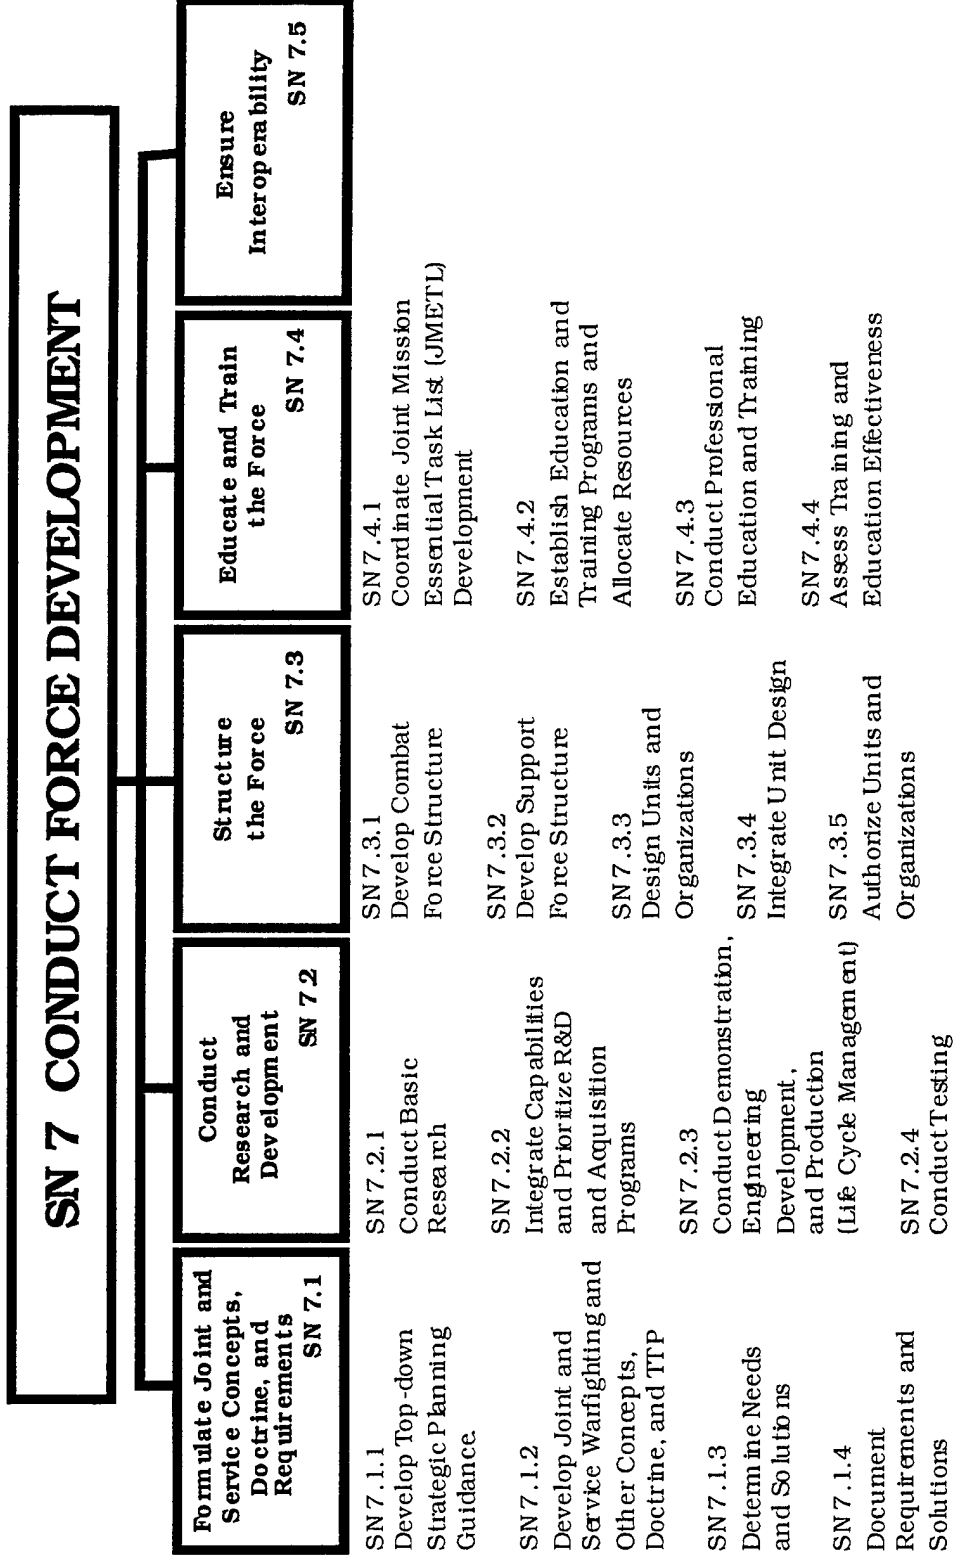 SN 7 CONDUCT FORCE DEVELOPMENT
Formulate Joint and
Service Concepts,
Doctrine, and
Requirements
SN 7.1
SN 7.1.1
Develop Top-down
Strategic Planning
Guidance.
SN 7.1.2
Develop Joint and
Service Warfighting and
Other Concepts,
Doctrine, and TTP
SN 7.1.3
Determine Needs
and Solutions
SN 7.1.4
Document
Requirements and
Solutions
Conduct
Research and
Development
SN 7.2
SN 7.2.1
Conduct Basic
Research
SN 7.2.2
Integrate Capabilities
and Prioritize R&D
and Acquisition
Programs
SN 7.2.3
Conduct Demonstration,
Engineering
Development,
and Production
(Life Cycle Management)
SN 7.2.4
Conduct Testing
Structure
the Force
SN 7.3
SN 7.3.1
Develop Combat
Force Structure
SN 7.3.2
Develop Support
Force Structure
SN 7.3.3
Design Units and
Organizations
SN 7.3.4
Integrate Unit Design
SN 7.3.5
Authorize Units and
Organizations
Educate and Train
the Force
SN 7.4
SN 7.4.1
Coordinate Joint Mission
Essential Task List (JMETL)
Development
SN 7.4.2
Establish Education and
Training Programs and
Allocate Resources
SN 7.4.3
Conduct Professional
Education and Training
SN 7.4.4
Assess Training and
Education Effectiveness
Ensure
Interoperability
SN 7.5